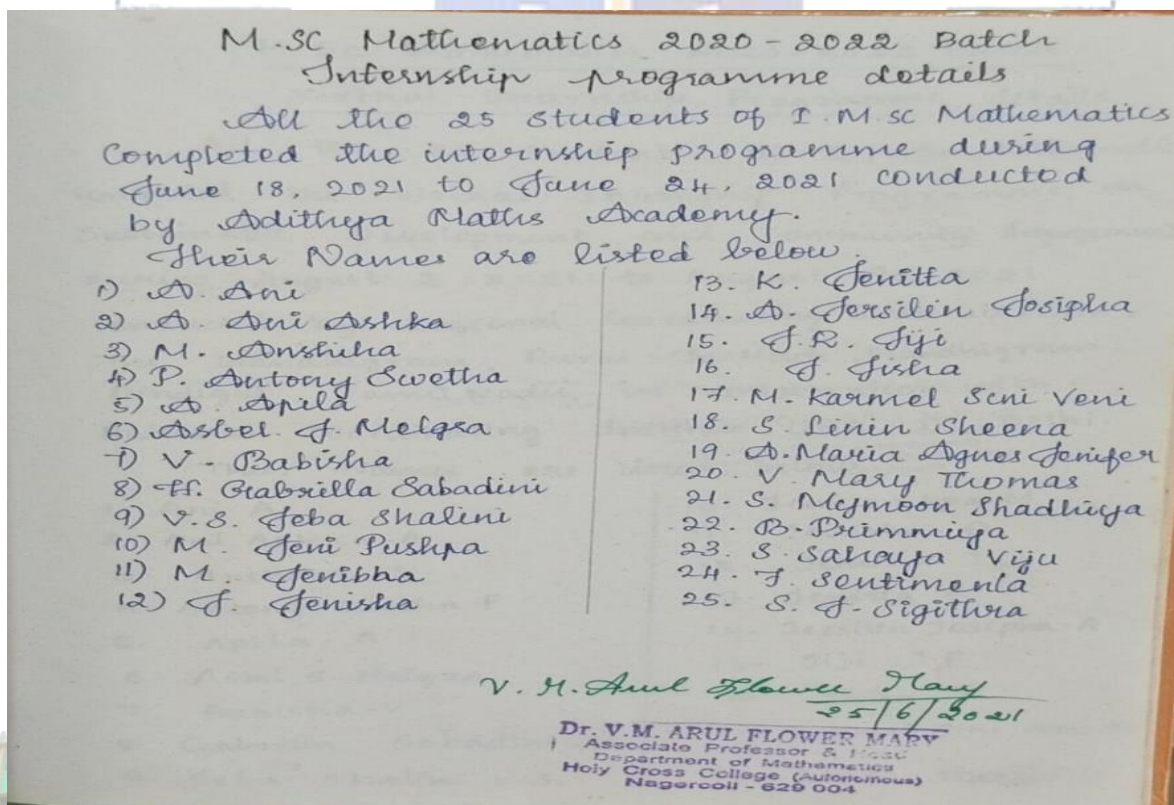 M.SC Mathematics 2020-2022 Batch
Internship programme details
All the 25 students of I.M.sc Mathematics
Completed the internship programme during
June 18, 2021 to June 24, 2021 conducted
by Adithya Maths Academy.
Their Names are listed below.
1) A. Ani
2) A. Ani Ashka
3) M. Anshiha
4) P. Antony Swetha
5) A. Apila
6) Asbel. J. Melgsa
7) V. Babisha
8) H. Gabrilla Sabadini
9) V.S. Jeba Shalini
10) M. Jeni Pushpa
11) M. Jenibha
12) J. Jenisha
13. K. Jenitta
14. A. Jersilin Josipha
15. J.R. Jiji
16. J. Jisha
17. M. Karmel Seni Veni
18. S. Linin Sheena
19. A. Maria Agnes Jenifer
20. V. Mary Thomas
21. S. Mejmoon Shadhiya
22. B. Primmiya
23. S. Sahaya Viju
24. J. Sentimenla
25. S. J. Sigithra
V. M. Arul Flower Mary
25/6/2021
Dr. V.M. ARUL FLOWER MARY
Associate Professor & Head
Department of Mathematics
Holy Cross College (Autonomous)
Nagercoil - 629 004